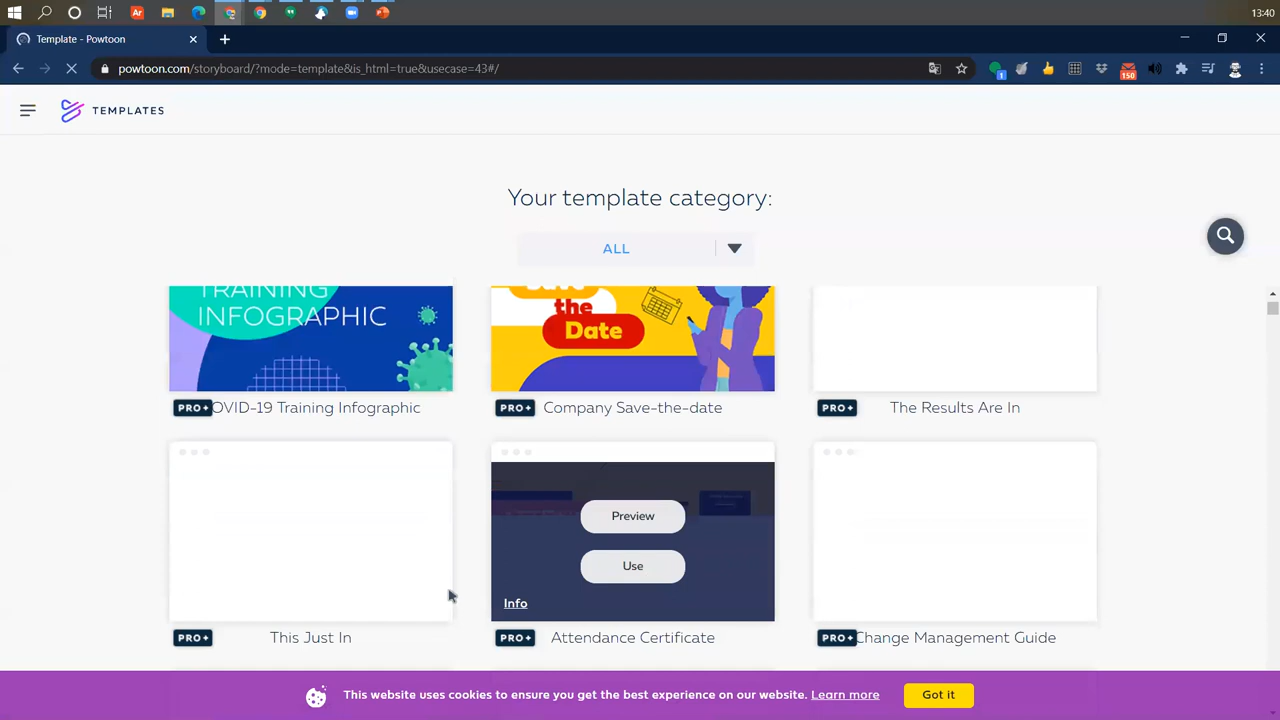 13:40
Template - Powtoon
powtoon.com/storyboard/?mode=template&is_html=true&usecase=43#/
1
150
TEMPLATES
Your template category:
ALL
TRAINING
INFOGRAPHIC
Save
the
Date
PRO+ OVID-19 Training Infographic
PRO+ Company Save-the-date
PRO+ The Results Are In
Preview
Use
Info
PRO+ This Just In
PRO+ Attendance Certificate
PRO+ Change Management Guide
This website uses cookies to ensure you get the best experience on our website. Learn more
Got it